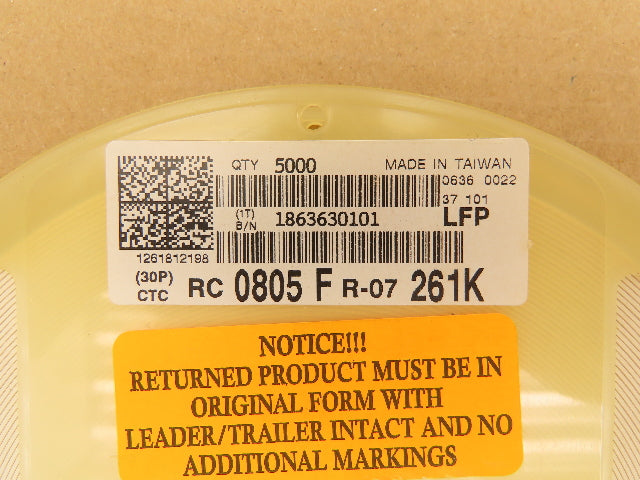 QTY 5000 MADE IN TAIWAN
0636 0022
37 101
(1T)
B/N 1863630101 LFP
1261812198
(30P)
CTC RC 0805 F R-07 261K
NOTICE!!!
RETURNED PRODUCT MUST BE IN
ORIGINAL FORM WITH
LEADER/TRAILER INTACT AND NO
ADDITIONAL MARKINGS